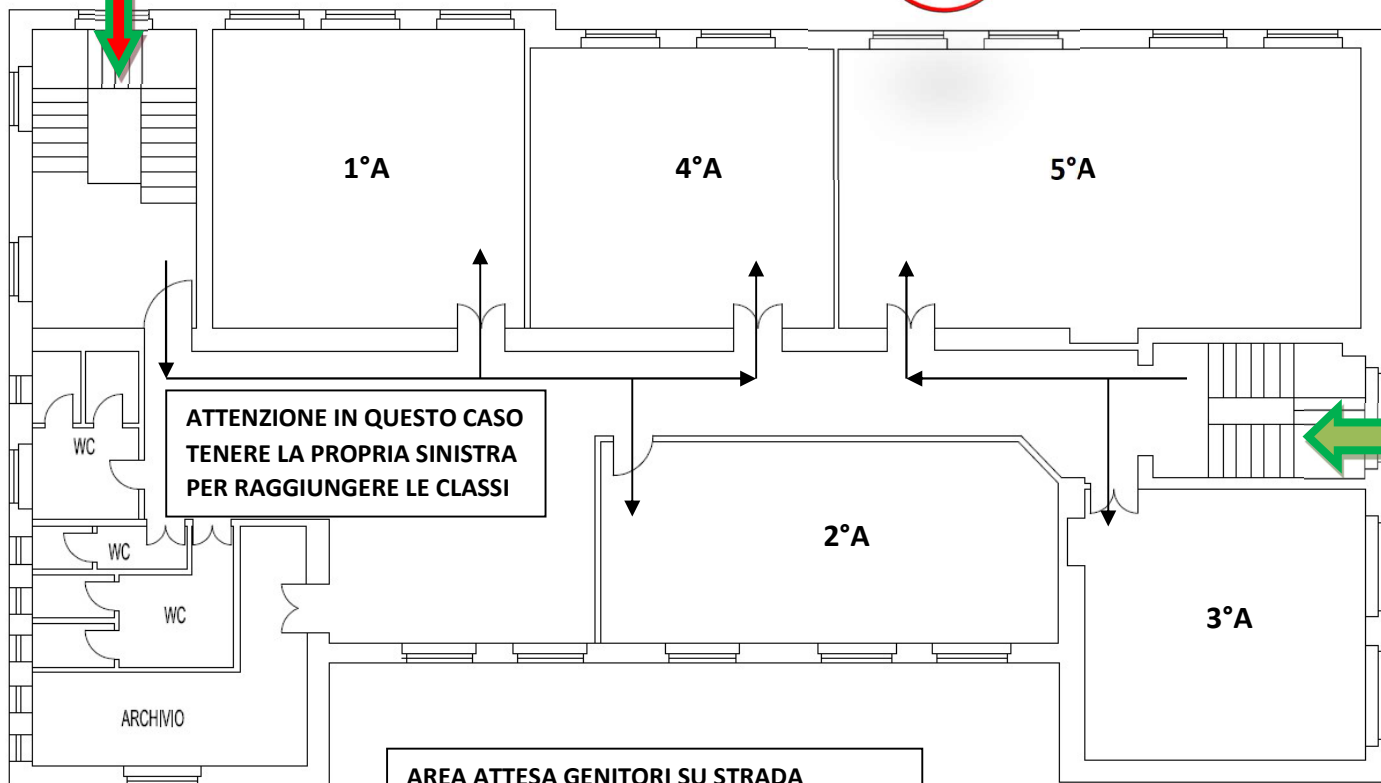 1°A
4°A
5°A
ATTENZIONE IN QUESTO CASO
TENERE LA PROPRIA SINISTRA
PER RAGGIUNGERE LE CLASSI
WC
2°A
WC
WC
3°A
ARCHIVIO
AREA ATTESA GENITORI SU STRADA